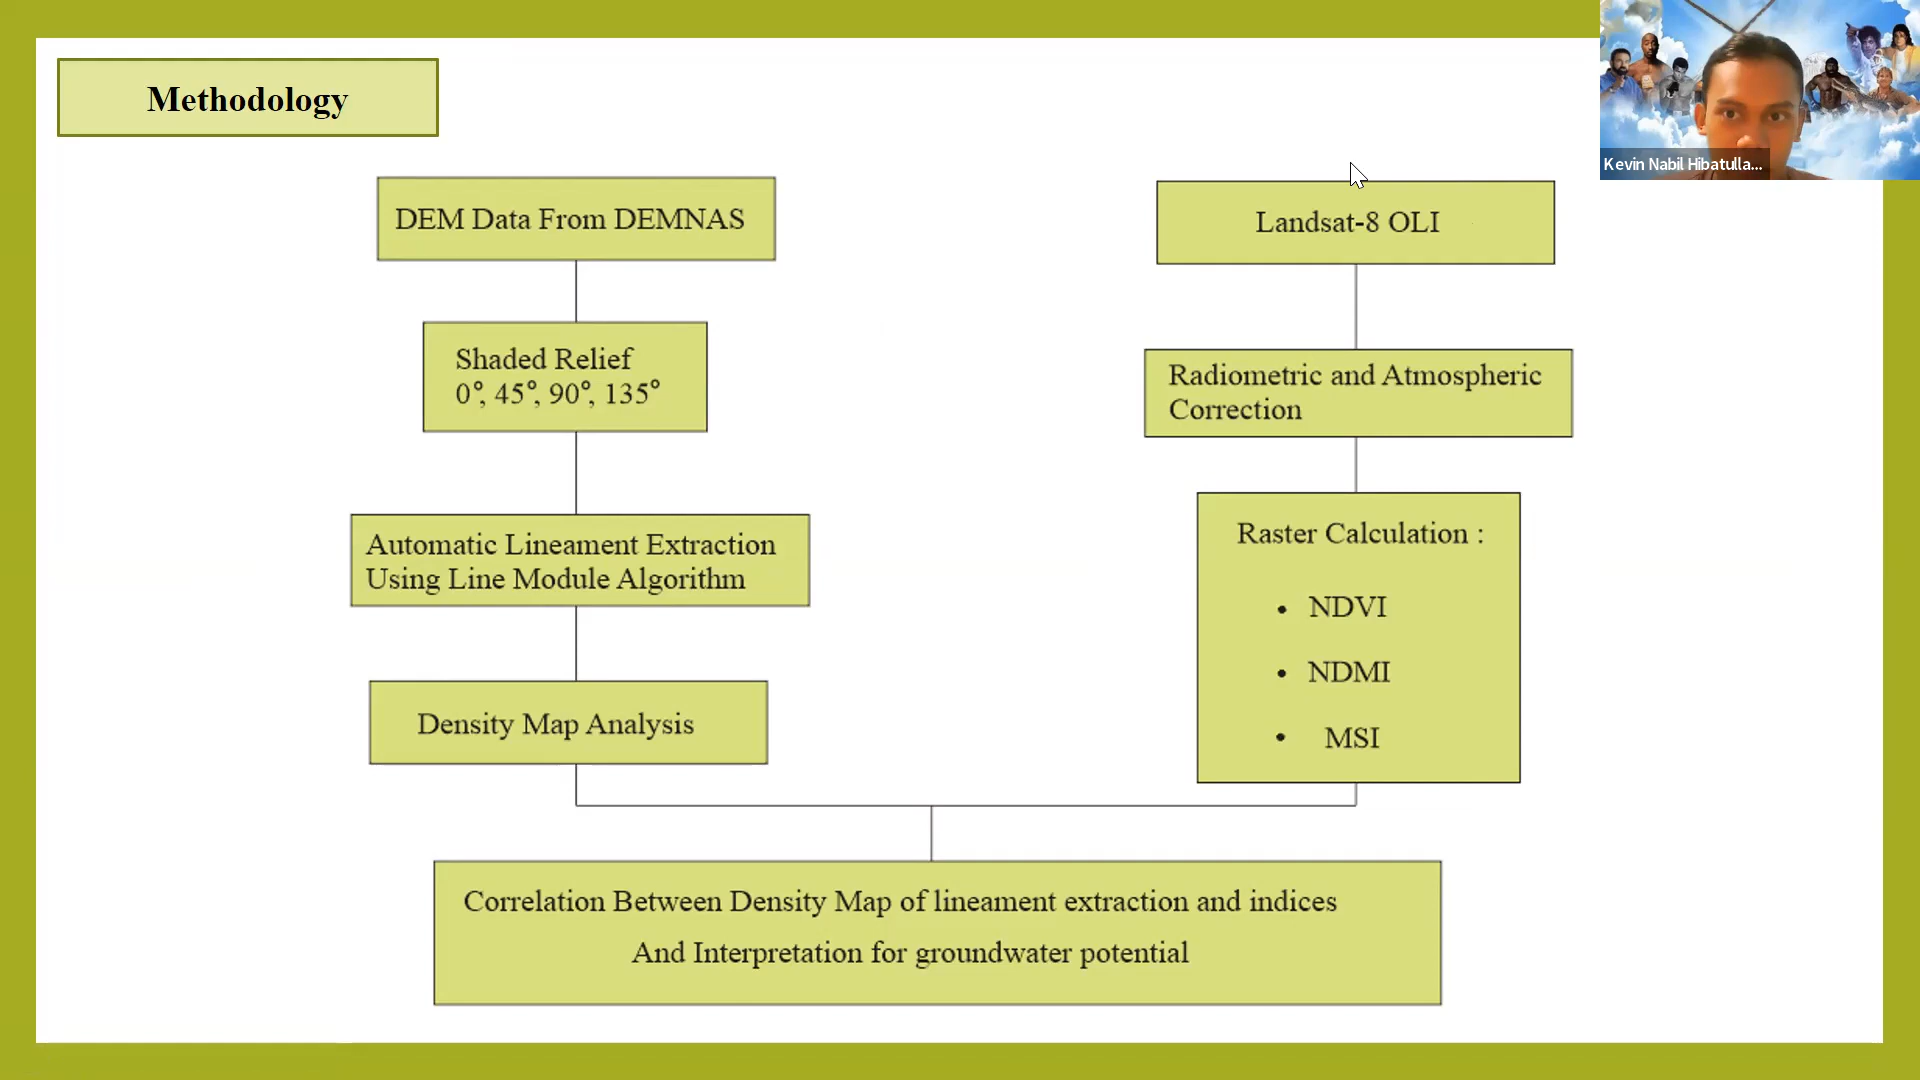 Methodology
Kevin Nabil Hibatulla...
DEM Data From DEMNAS
Shaded Relief
0°, 45°, 90°, 135°
Automatic Lineament Extraction
Using Line Module Algorithm
Density Map Analysis
Landsat-8 OLI
Radiometric and Atmospheric
Correction
Raster Calculation :
• NDVI
• NDMI
• MSI
Correlation Between Density Map of lineament extraction and indices
And Interpretation for groundwater potential